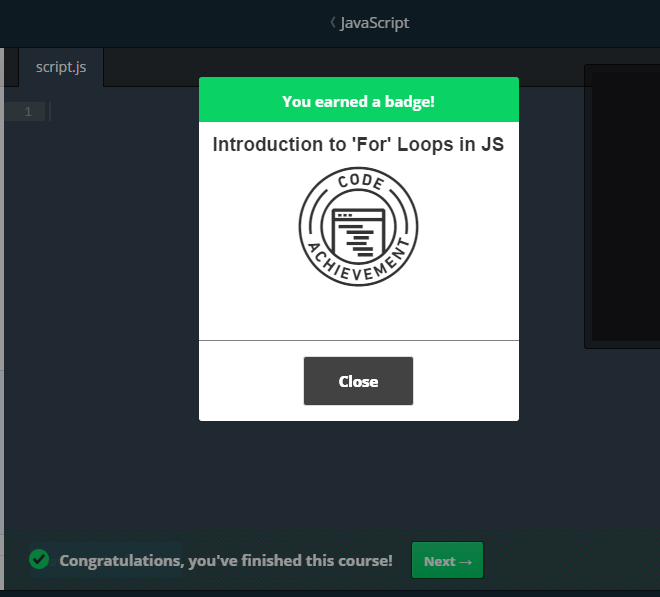 〈 JavaScript
script.js
You earned a badge!
1
Introduction to 'For' Loops in JS
CODE
ACHIEVEMENT
Close
Congratulations, you've finished this course!
Next →